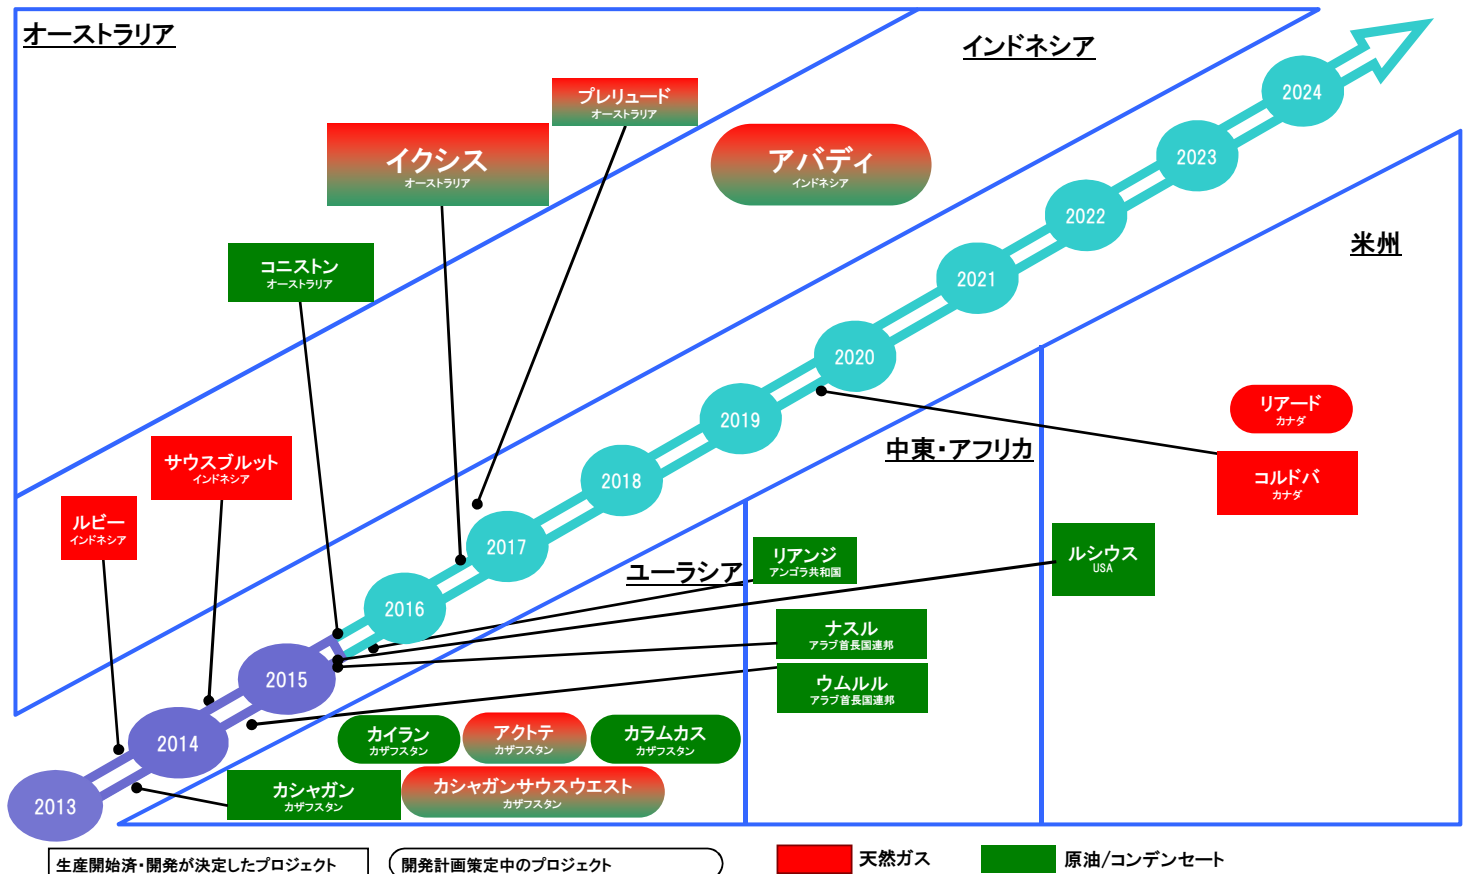 オーストラリア
インドネシア
プレリュード
オーストラリア
イクシス
オーストラリア
アバディ
インドネシア
コニストン
オーストラリア
サウスブルット
インドネシア
ルビー
インドネシア
2013
2014
2015
2016
2017
2018
2019
2020
2021
2022
2023
2024
米州
リアード
カナダ
コルドバ
カナダ
ルシウス
USA
中東・アフリカ
リアンジ
アンゴラ共和国
ナスル
アラブ首長国連邦
ウムルル
アラブ首長国連邦
ユーラシア
カイラン
カザフスタン
アクトテ
カザフスタン
カラムカス
カザフスタン
カシャガン
カザフスタン
カシャガンサウスウエスト
カザフスタン
生産開始済・開発が決定したプロジェクト
開発計画策定中のプロジェクト
天然ガス
原油/コンデンセート